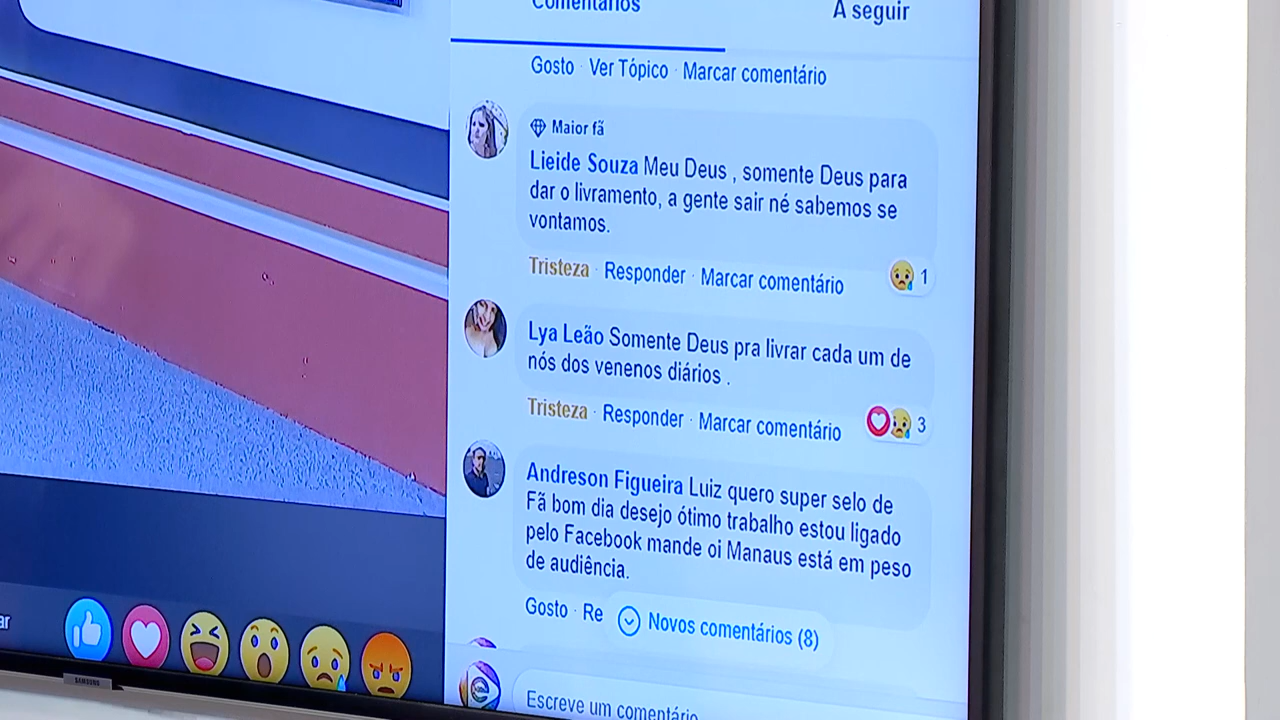 Comentários
A seguir
Gosto · Ver Tópico · Marcar comentário
Maior fã
Lieide Souza Meu Deus , somente Deus para
dar o livramento, a gente sair né sabemos se
vontamos.
Tristeza · Responder · Marcar comentário
1
Lya Leão Somente Deus pra livrar cada um de
nós dos venenos diários .
Tristeza · Responder · Marcar comentário
3
Andreson Figueira Luiz quero super selo de
Fã bom dia desejo ótimo trabalho estou ligado
pelo Facebook mande oi Manaus está em peso
de audiência.
Gosto · Re
Novos comentários (8)
Escreve um comentário
ar
SAMSUNG